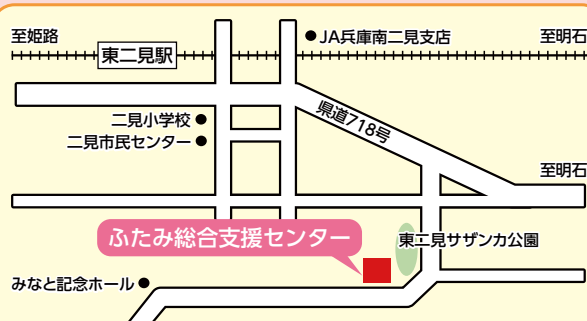 至姫路
JA兵庫南二見支店
至明石
東二見駅
県道718号
二見小学校
二見市民センター
至明石
ふたみ総合支援センター
東二見サザンカ公園
みなと記念ホール